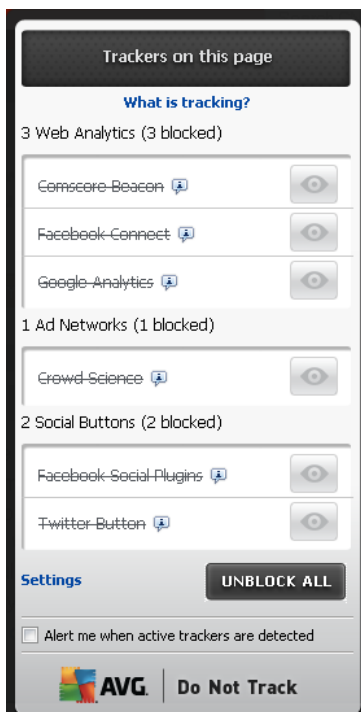 Trackers on this page
What is tracking?
3 Web Analytics (3 blocked)
Comscore Beacon
Facebook Connect
Google Analytics
1 Ad Networks (1 blocked)
Crowd Science
2 Social Buttons (2 blocked)
Facebook Social Plugins
Twitter Button
Settings UNBLOCK ALL
Alert me when active trackers are detected
AVG. Do Not Track